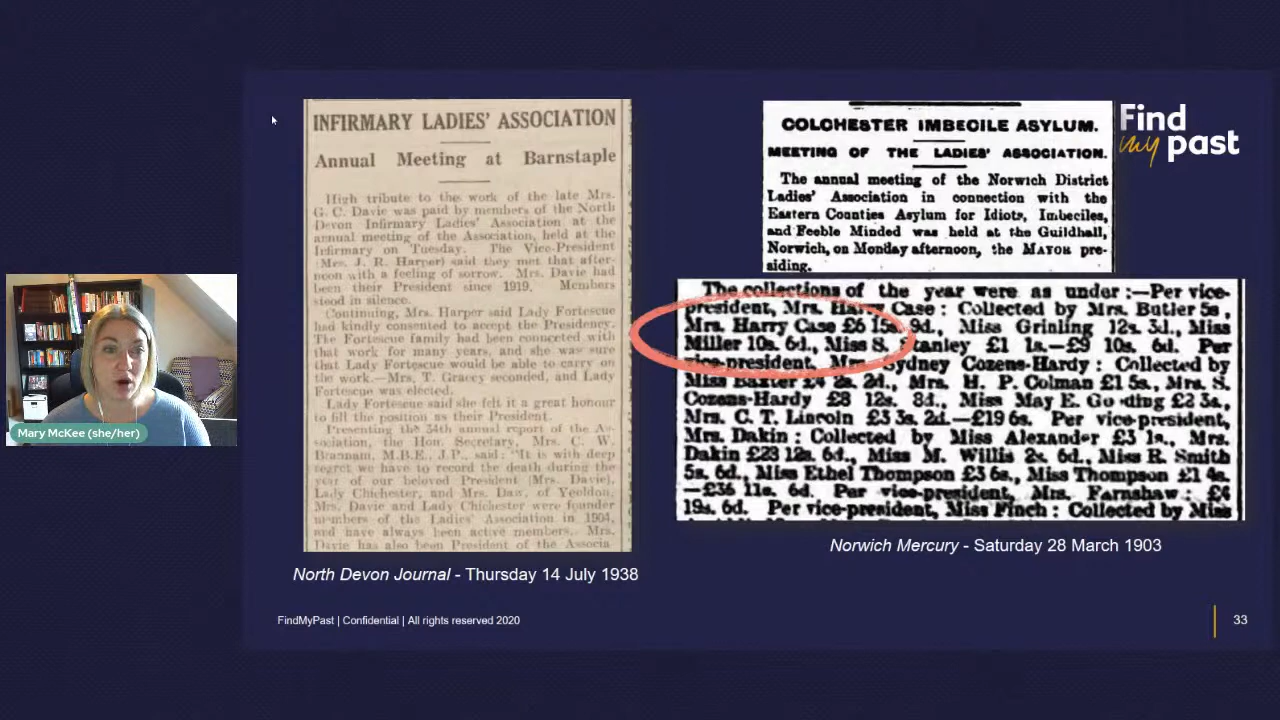 INFIRMARY LADIES' ASSOCIATION
Annual Meeting at Barnstaple
High tribute to the work of the late Mrs.
G. C. Davie was paid by members of the North
Devon Infirmary Ladies' Association at the
annual meeting of the Association, held at the
Infirmary on Tuesday. The Vice-President
(Mrs. J. R. Harper) said they met that after-
noon with a feeling of sorrow. Mrs. Davie had
been their President since 1919. Members
stood in silence.
Continuing, Mrs. Harper said Lady Fortescue
had kindly consented to accept the Presidency.
The Fortescue family had been connected with
that work for many years, and she was sure
that Lady Fortescue would be able to carry on
the work.—Mrs. T. Gracey seconded, and Lady
Fortescue was elected.
Lady Fortescue said she felt it a great honour
to fill the position as their President.
Presenting the 34th annual report of the As-
sociation, the Hon. Secretary, Mrs. C. W.
Brannam, M.B.E., J.P., said: "It is with deep
regret we have to record the death during the
year of our beloved President (Mrs. Davie),
Lady Chichester, and Mrs. Daw, of Yeoldon,
Mrs. Davie and Lady Chichester were founder
members of the Ladies' Association in 1904,
and have always been active members. Mrs.
Davie has also been President of the Associa-
North Devon Journal - Thursday 14 July 1938
COLCHESTER IMBECILE ASYLUM.
MEETING OF THE LADIES' ASSOCIATION.
The annual meeting of the Norwich District
Ladies' Association in connection with the
Eastern Counties Asylum for Idiots, Imbeciles,
and Feeble Minded was held at the Guildhall,
Norwich, on Monday afternoon, the MAYOR pre-
siding.
The collections of the year were as under :—Per vice-
president, Mrs. Harry Case : Collected by Mrs. Butler 5s,
Mrs. Harry Case £6 15s 9d., Miss Grinling 12s. 3d., Miss
Miller 10s. 6d., Miss S. Stanley £1 1s.—£9 10s. 6d. Per
vice-president, Mrs. Sydney Cozens-Hardy : Collected by
Miss Baxter £4 2s. 2d., Mrs. H. P. Colman £1 5s., Mrs. S.
Cozens-Hardy £8 12s. 8d., Miss May E. Go ding £2 3s.,
Mrs. C. T. Lincoln £3 3s. 2d.—£19 6s. Per vice-president,
Mrs. Dakin : Collected by Miss Alexander £3 1s., Mrs.
Dakin £23 12s. 6d., Miss M. Willis 2s. 6d., Miss R. Smith
5s. 6d., Miss Ethel Thompson £3 6s., Miss Thompson £1 4s.
—£36 11s. 6d. Per vice-president, Mrs. Farnshaw : £4
19s. 6d. Per vice-president, Miss Finch : Collected by Miss
Norwich Mercury - Saturday 28 March 1903
Find
my past
Mary McKee (she/her)
FindMyPast | Confidential | All rights reserved 2020
33